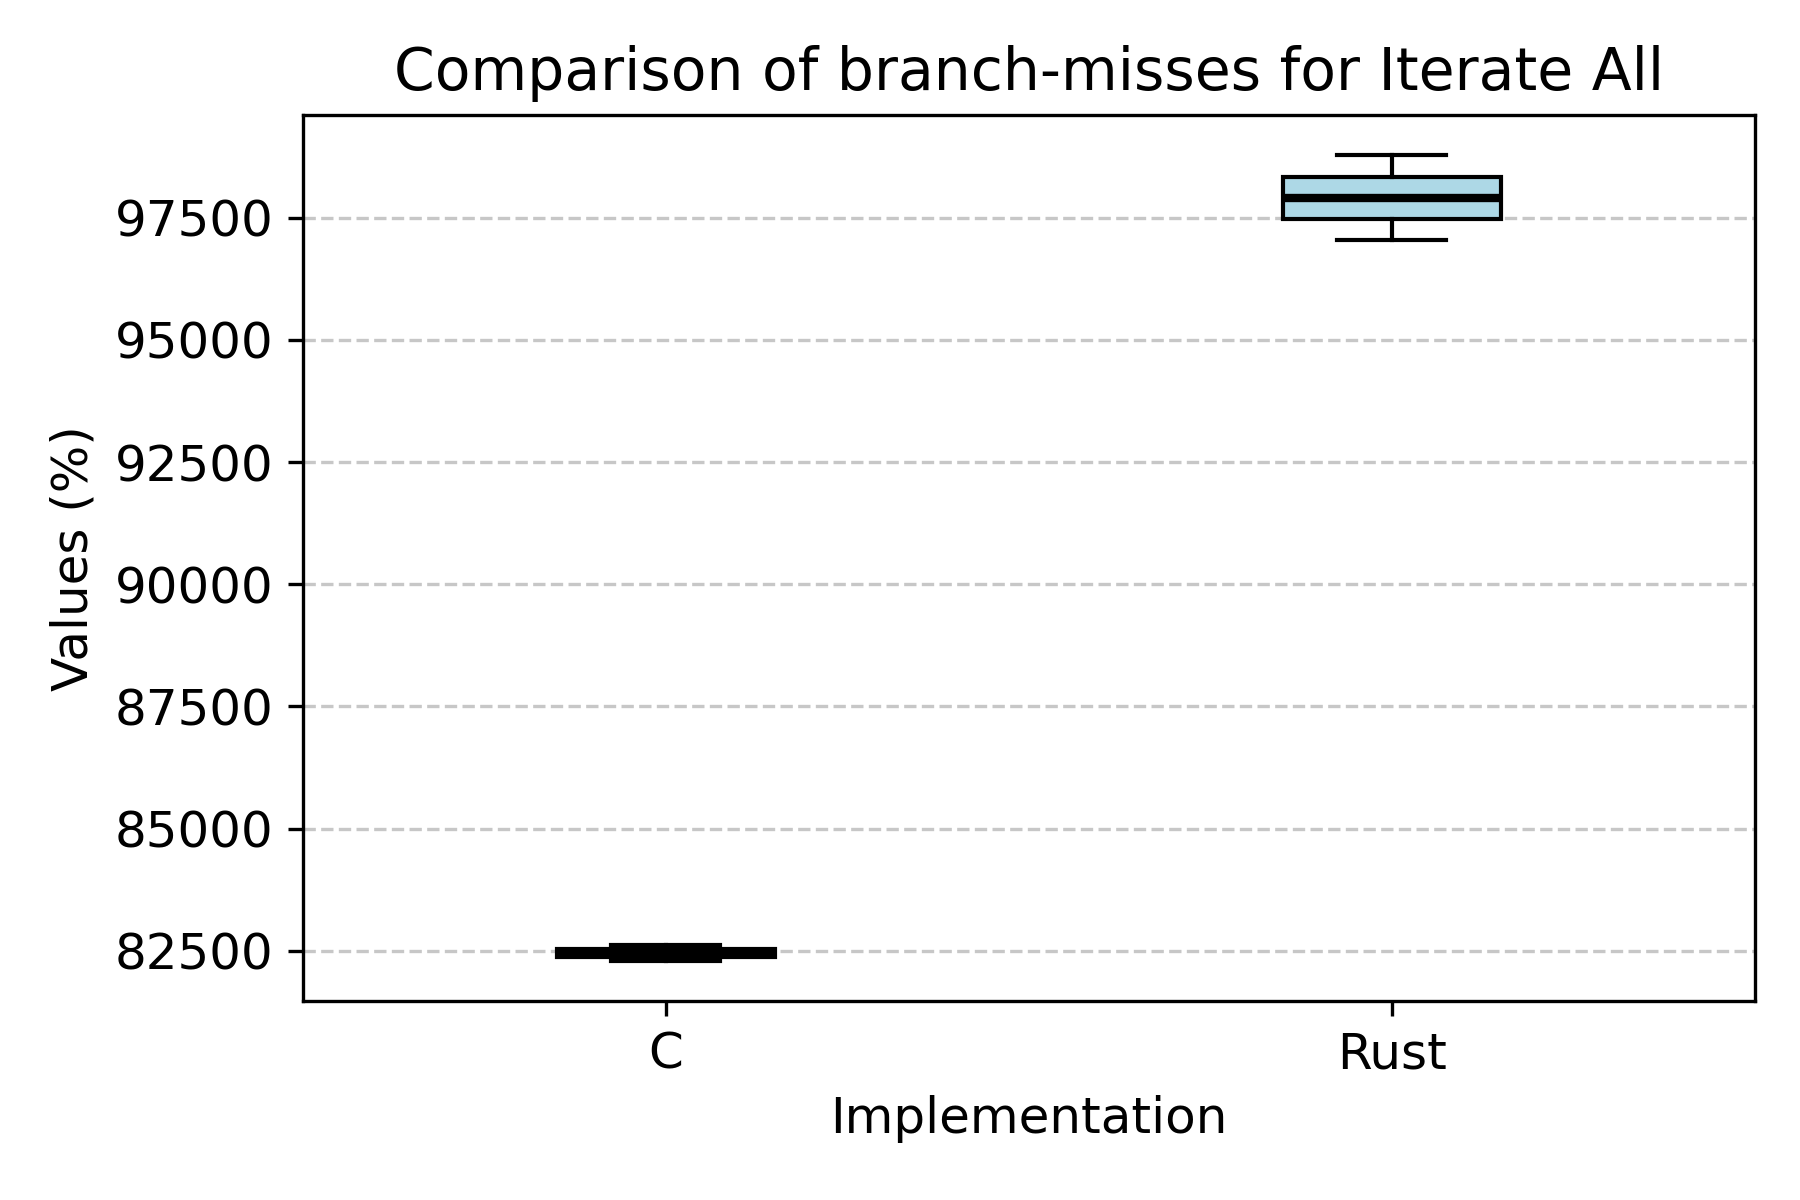 Comparison of branch-misses for Iterate All
Values (%)
97500
95000
92500
90000
87500
85000
82500
C
Rust
Implementation